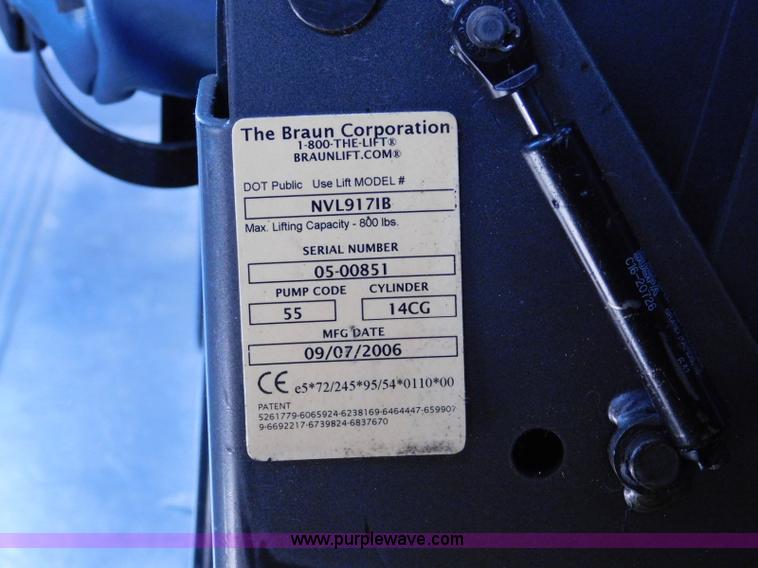 The Braun Corporation
1-800-THE-LIFT®
BRAUNLIFT.COM®
DOT Public Use Lift MODEL #
NVL917IB
Max. Lifting Capacity - 800 lbs.
SERIAL NUMBER
05-00851
PUMP CODE CYLINDER
55 14CG
MFG DATE
09/07/2006
CE e5*72/245*95/54*0110*00
PATENT
5261779-6065924-6238169-6464447-659907
9-6692217-6739824-6837670
C16-20726
www.purplewave.com